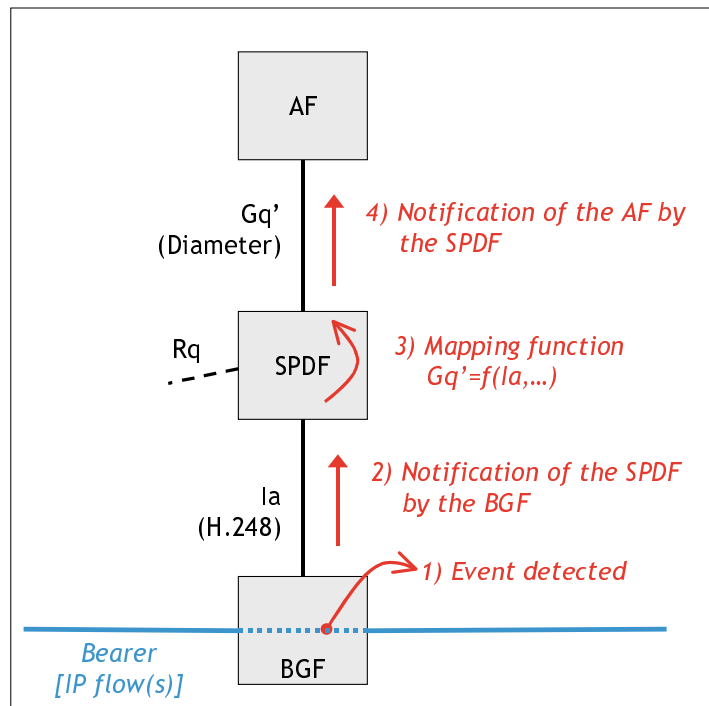 AF
Gq’
(Diameter)
4) Notification of the AF by
the SPDF
Rq
SPDF
3) Mapping function
Gq’=f(Ia,…)
Ia
(H.248)
2) Notification of the SPDF
by the BGF
1) Event detected
Bearer
[IP flow(s)]
BGF